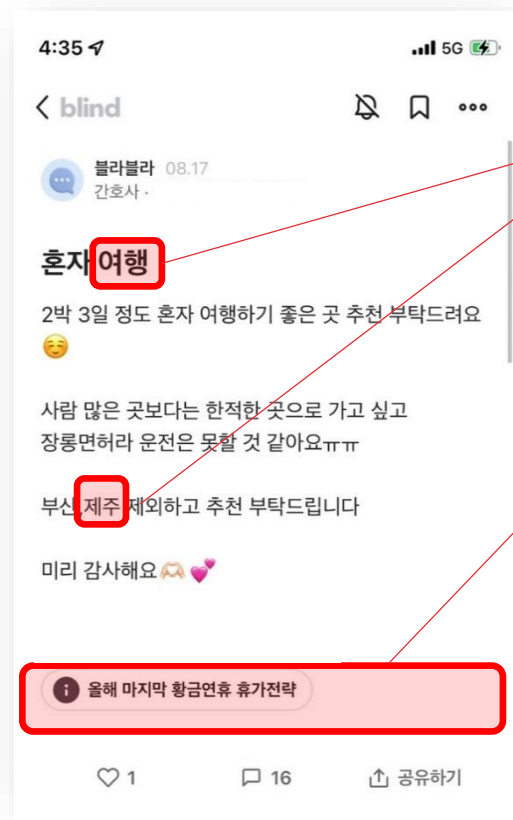 4:35
5G
blind
블라블라 08.17
간호사 ·
혼자 여행
2박 3일 정도 혼자 여행하기 좋은 곳 추천 부탁드려요
사람 많은 곳보다는 한적한 곳으로 가고 싶고
장롱면허라 운전은 못할 것 같아요ㅠㅠ
부산,제주 제외하고 추천 부탁드립니다
미리 감사해요
올해 마지막 황금연휴 휴가전략
1
16
공유하기